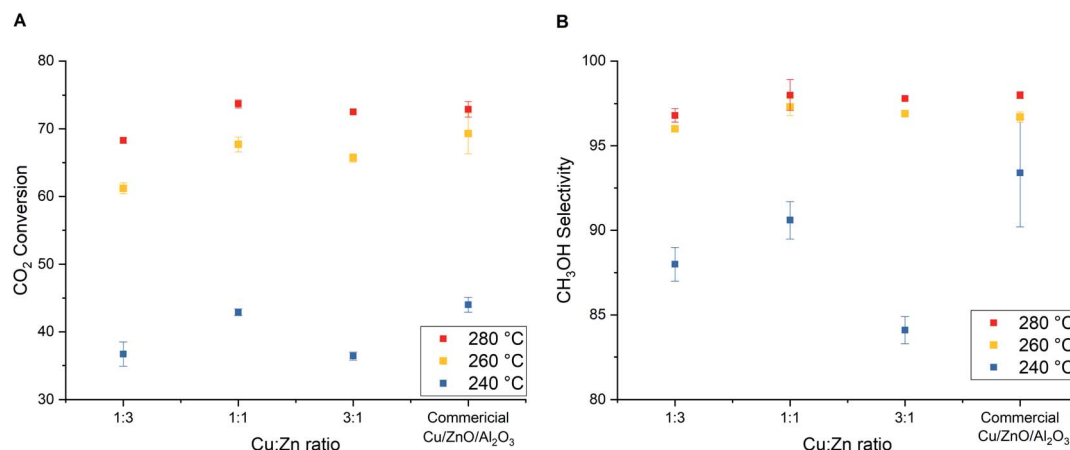 A
CO₂ Conversion
80
70
60
50
40
30
1:3
1:1
3:1
Commericial
Cu/ZnO/Al₂O₃
Cu:Zn ratio
280 °C
260 °C
240 °C
B
CH₃OH Selectivity
100
95
90
85
80
1:3
1:1
3:1
Commericial
Cu/ZnO/Al₂O₃
Cu:Zn ratio
280 °C
260 °C
240 °C